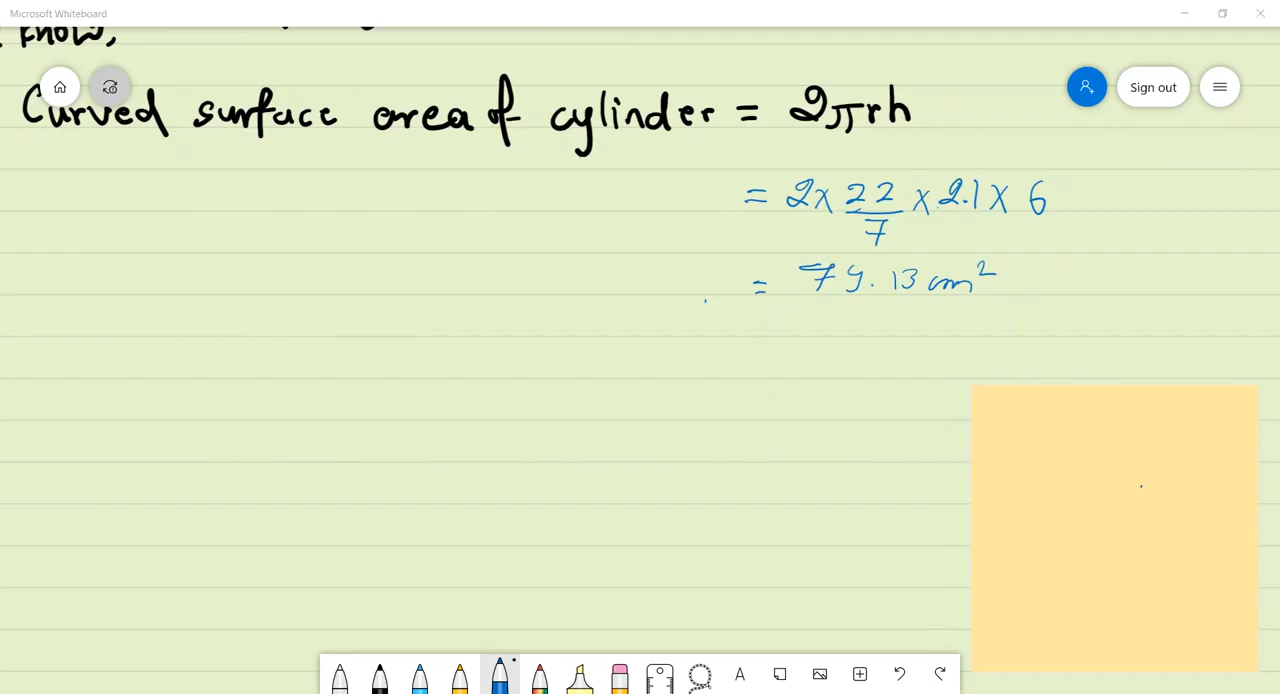 Microsoft Whiteboard
know,
Sign out
Curved surface area of cylinder = 2πrh
= 2 × 22/7 × 2.1 × 6
= 79.13 cm²
A